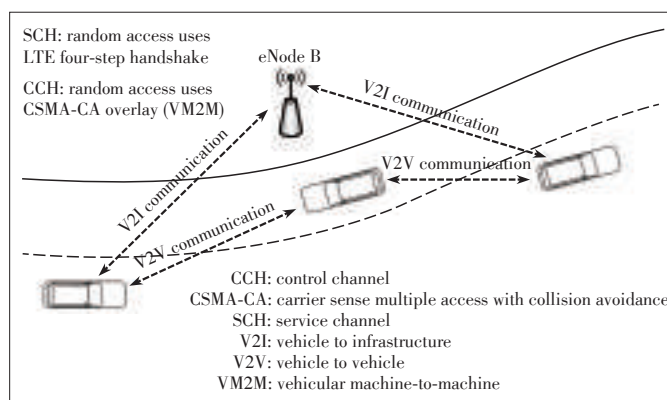 SCH: random access uses
LTE four-step handshake
eNode B
CCH: random access uses
CSMA-CA overlay (VM2M)
V2I communication
V2V communication
V2I communication
V2V communication
CCH: control channel
CSMA-CA: carrier sense multiple access with collision avoidance
SCH: service channel
V2I: vehicle to infrastructure
V2V: vehicle to vehicle
VM2M: vehicular machine-to-machine